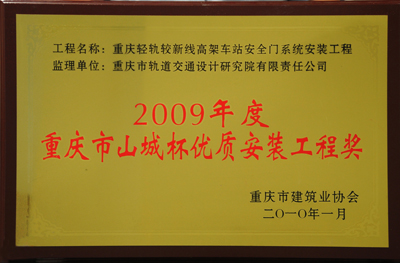 工程名称：重庆轻轨较新线高架车站安全门系统安装工程
监理单位：重庆市轨道交通设计研究院有限责任公司
2009年度
重庆市山城杯优质安装工程奖
重庆市建筑业协会
二〇一〇年一月